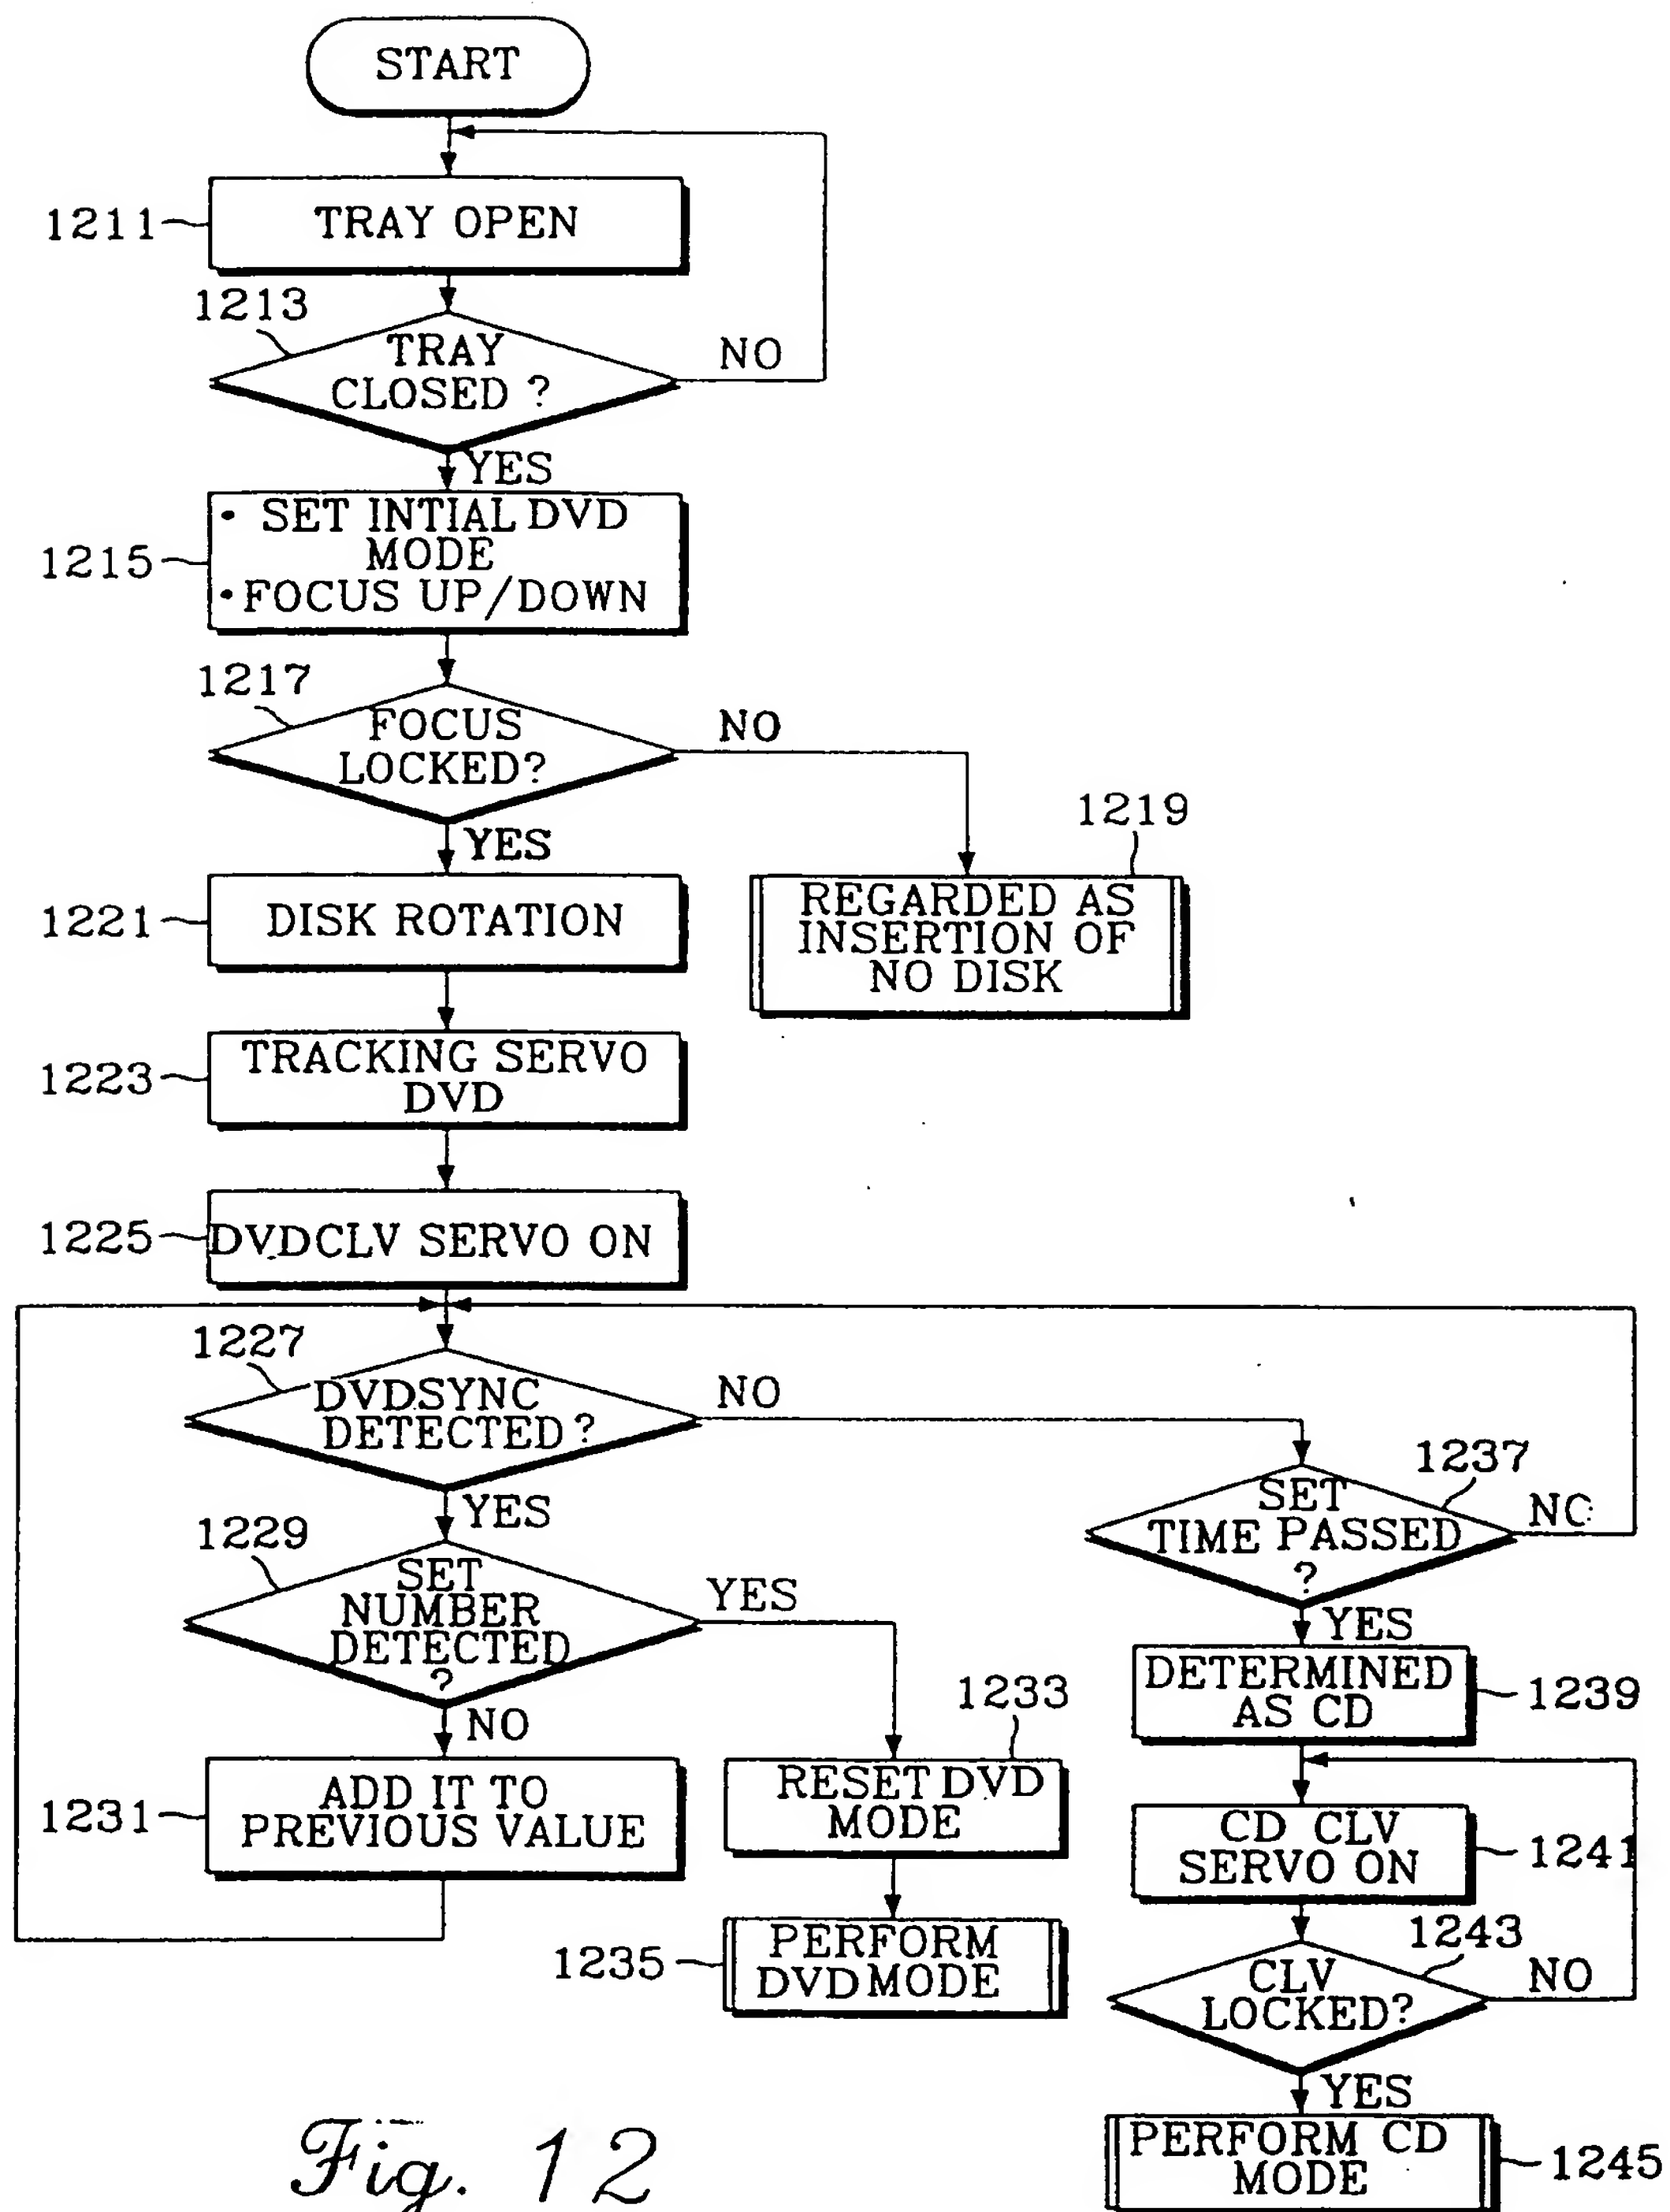 START
1211
TRAY OPEN
1213
TRAY
CLOSED ?
NO
YES
1215
• SET INTIAL DVD
MODE
• FOCUS UP/DOWN
1217
FOCUS
LOCKED?
NO
YES
1219
REGARDED AS
INSERTION OF
NO DISK
1221
DISK ROTATION
1223
TRACKING SERVO
DVD
1225
DVDCLV SERVO ON
1227
DVDSYNC
DETECTED ?
NO
YES
1237
SET
TIME PASSED
?
NO
YES
1229
SET
NUMBER
DETECTED
?
YES
NO
1239
DETERMINED
AS CD
1231
ADD IT TO
PREVIOUS VALUE
1233
RESET DVD
MODE
1241
CD CLV
SERVO ON
1235
PERFORM
DVD MODE
1243
CLV
LOCKED?
NO
YES
1245
PERFORM CD
MODE
Fig. 12